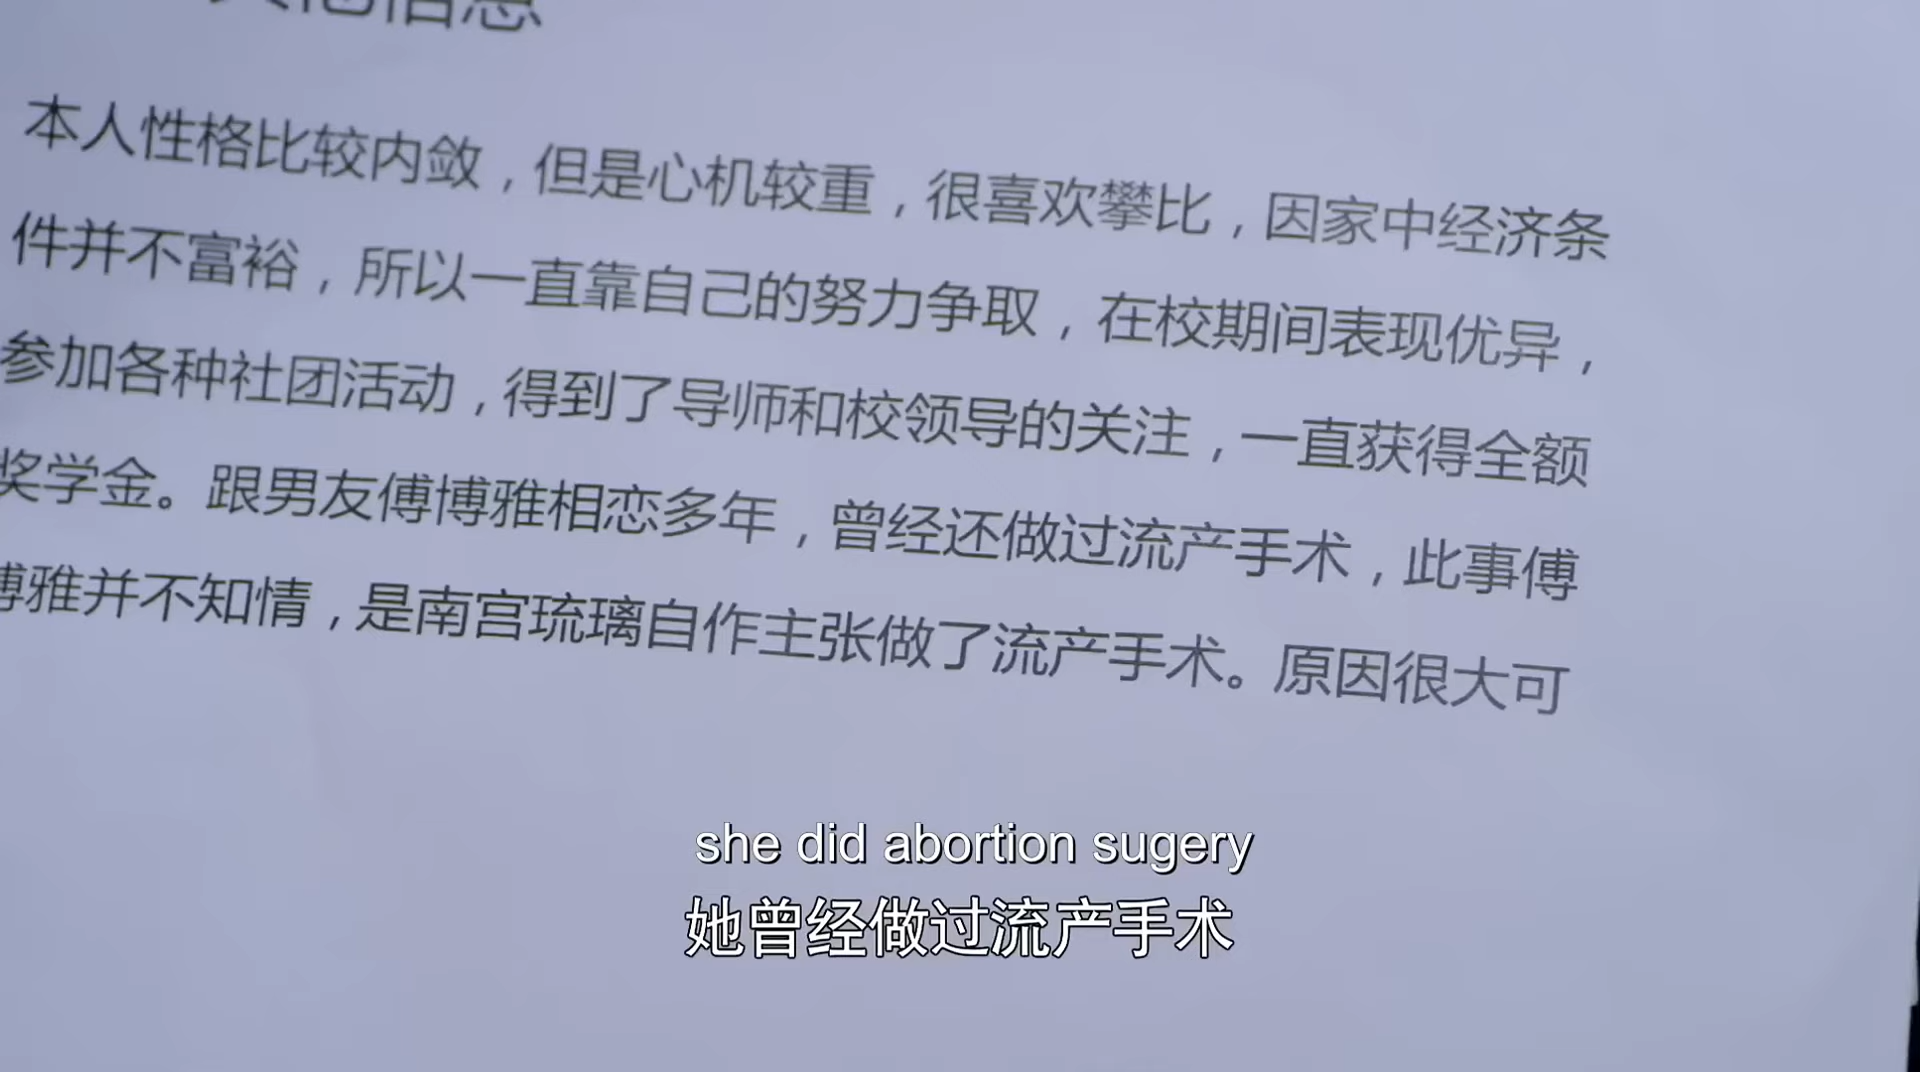 其他信息
本人性格比较内敛，但是心机较重，很喜欢攀比，因家中经济条
件并不富裕，所以一直靠自己的努力争取，在校期间表现优异，
参加各种社团活动，得到了导师和校领导的关注，一直获得全额
奖学金。跟男友傅博雅相恋多年，曾经还做过流产手术，此事傅
博雅并不知情，是南宫琉璃自作主张做了流产手术。原因很大可
she did abortion sugery
她曾经做过流产手术